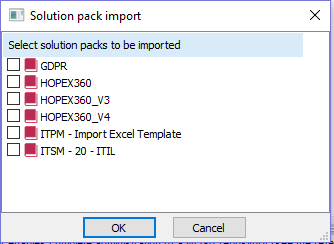 Solution pack import
Select solution packs to be imported
GDPR
HOPEX360
HOPEX360_V3
HOPEX360_V4
ITPM - Import Excel Template
ITSM - 20 - ITIL
OK
Cancel